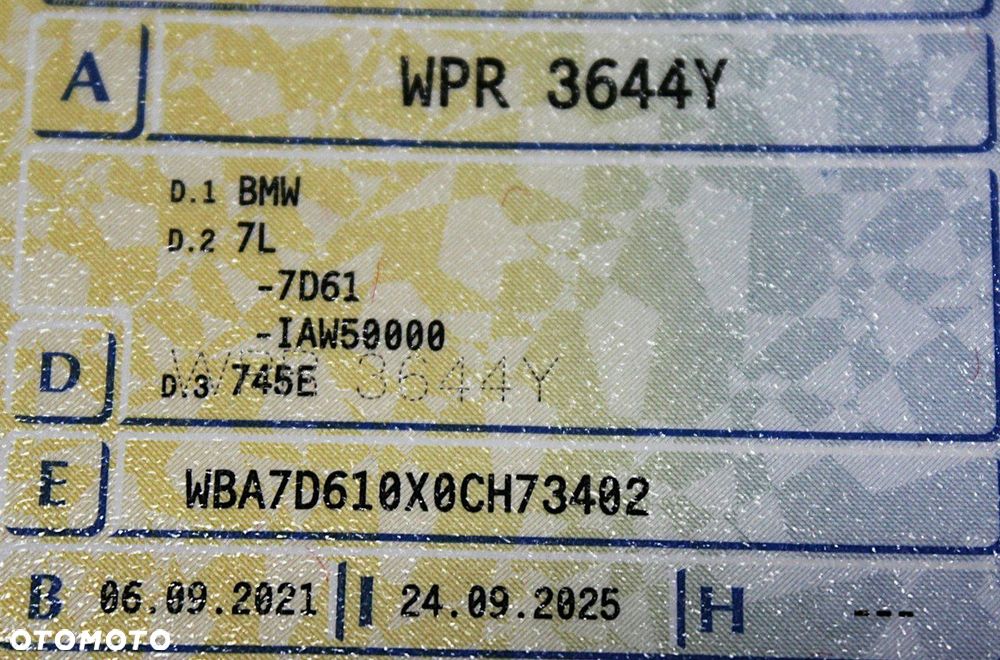 A WPR 3644Y
D.1 BMW
D.2 7L
-7D61
-IAW50000
D D.3 745E
WPR 3644Y
E WBA7D610X0CH73402
B 06.09.2021 I 24.09.2025 H ---
OTOMOTO